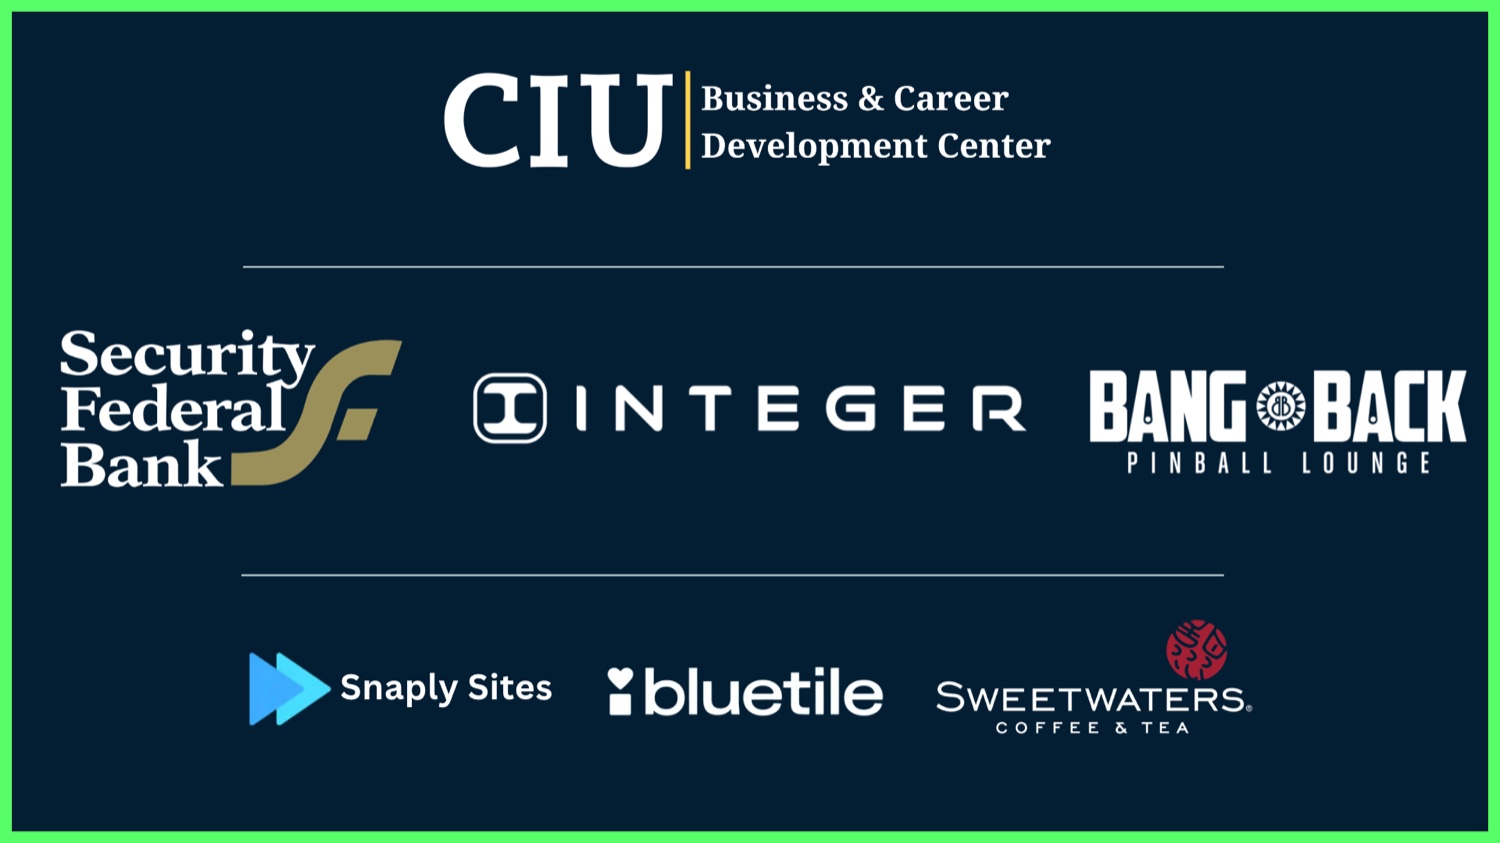 CIU
Business & Career
Development Center
Security
Federal
Bank
INTEGER
BANG BACK
PINBALL LOUNGE
Snaply Sites
bluetile
SWEETWATERS®
COFFEE & TEA